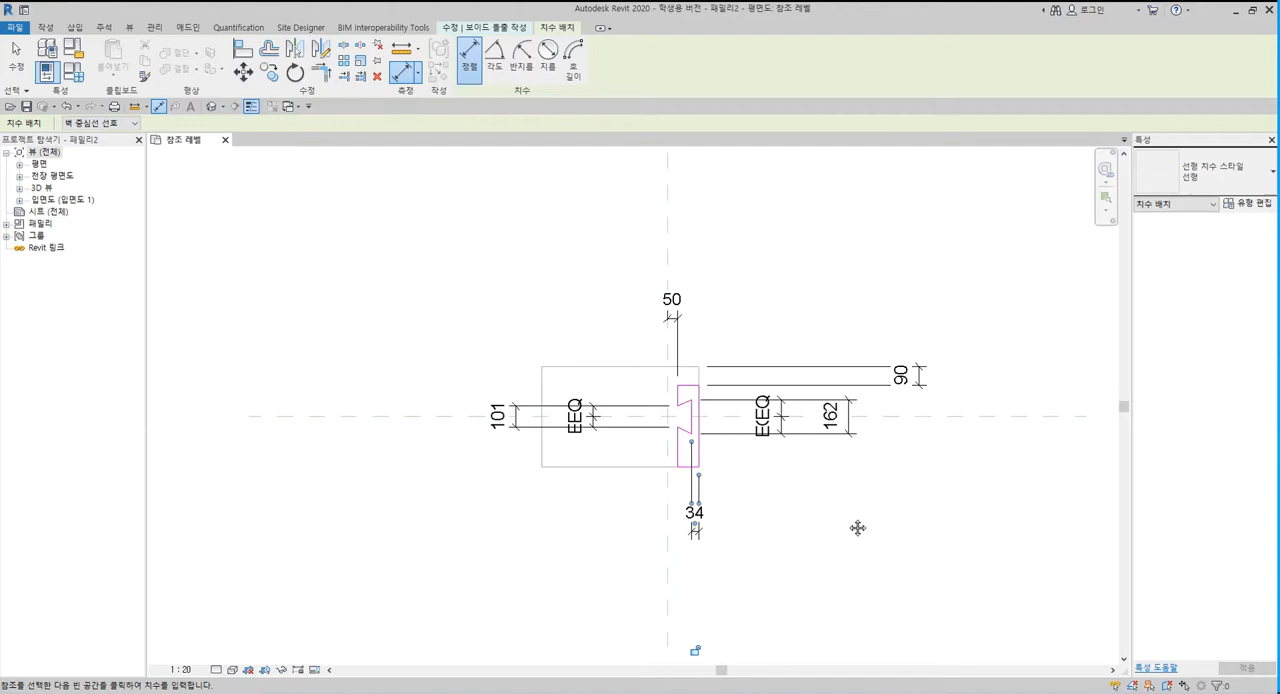 Autodesk Revit 2020 - 학생용 버전 - 패밀리2 - 평면도: 참조 레벨
로그인
파일 작성 삽입 주석 뷰 관리 애드인 Quantification Site Designer BIM Interoperability Tools 수정 | 보이드 돌출 작성 치수 배치
수정
붙여넣기
절단
결합
정렬 각도 반지름 지름 호 길이
선택 특성 클립보드 형상 수정 측정 작성 치수
치수 배치 벽 중심선 선호
프로젝트 탐색기 - 패밀리2
뷰 (전체)
평면
천장 평면도
3D 뷰
입면도 (입면도 1)
시트 (전체)
패밀리
그룹
Revit 링크
참조 레벨
50
90
101
EEQ
162
34
특성
선형 치수 스타일
선형
치수 배치
유형 편집
특성 도움말
적용
1 : 20
참조를 선택한 다음 빈 공간을 클릭하여 치수를 입력합니다.
:0